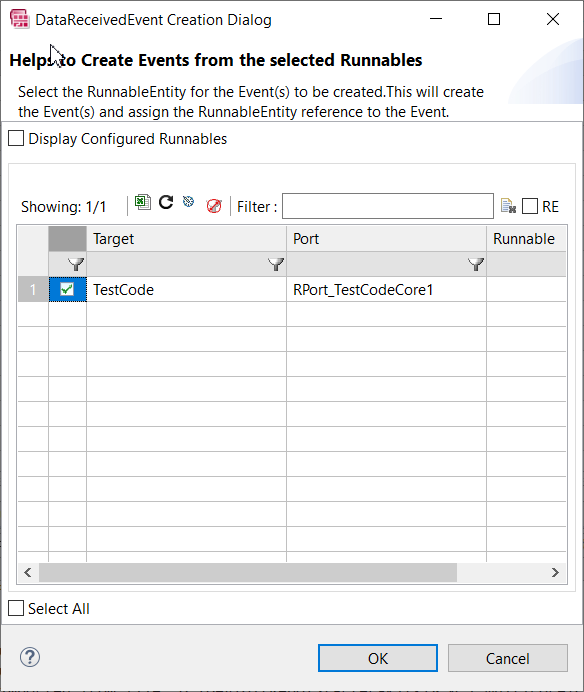 DataReceivedEvent Creation Dialog
Helps to Create Events from the selected Runnables
Select the RunnableEntity for the Event(s) to be created.This will create
the Event(s) and assign the RunnableEntity reference to the Event.
Display Configured Runnables
Showing: 1/1 Filter : RE
Target Port Runnable
1 TestCode RPort_TestCodeCore1
Select All
? OK Cancel